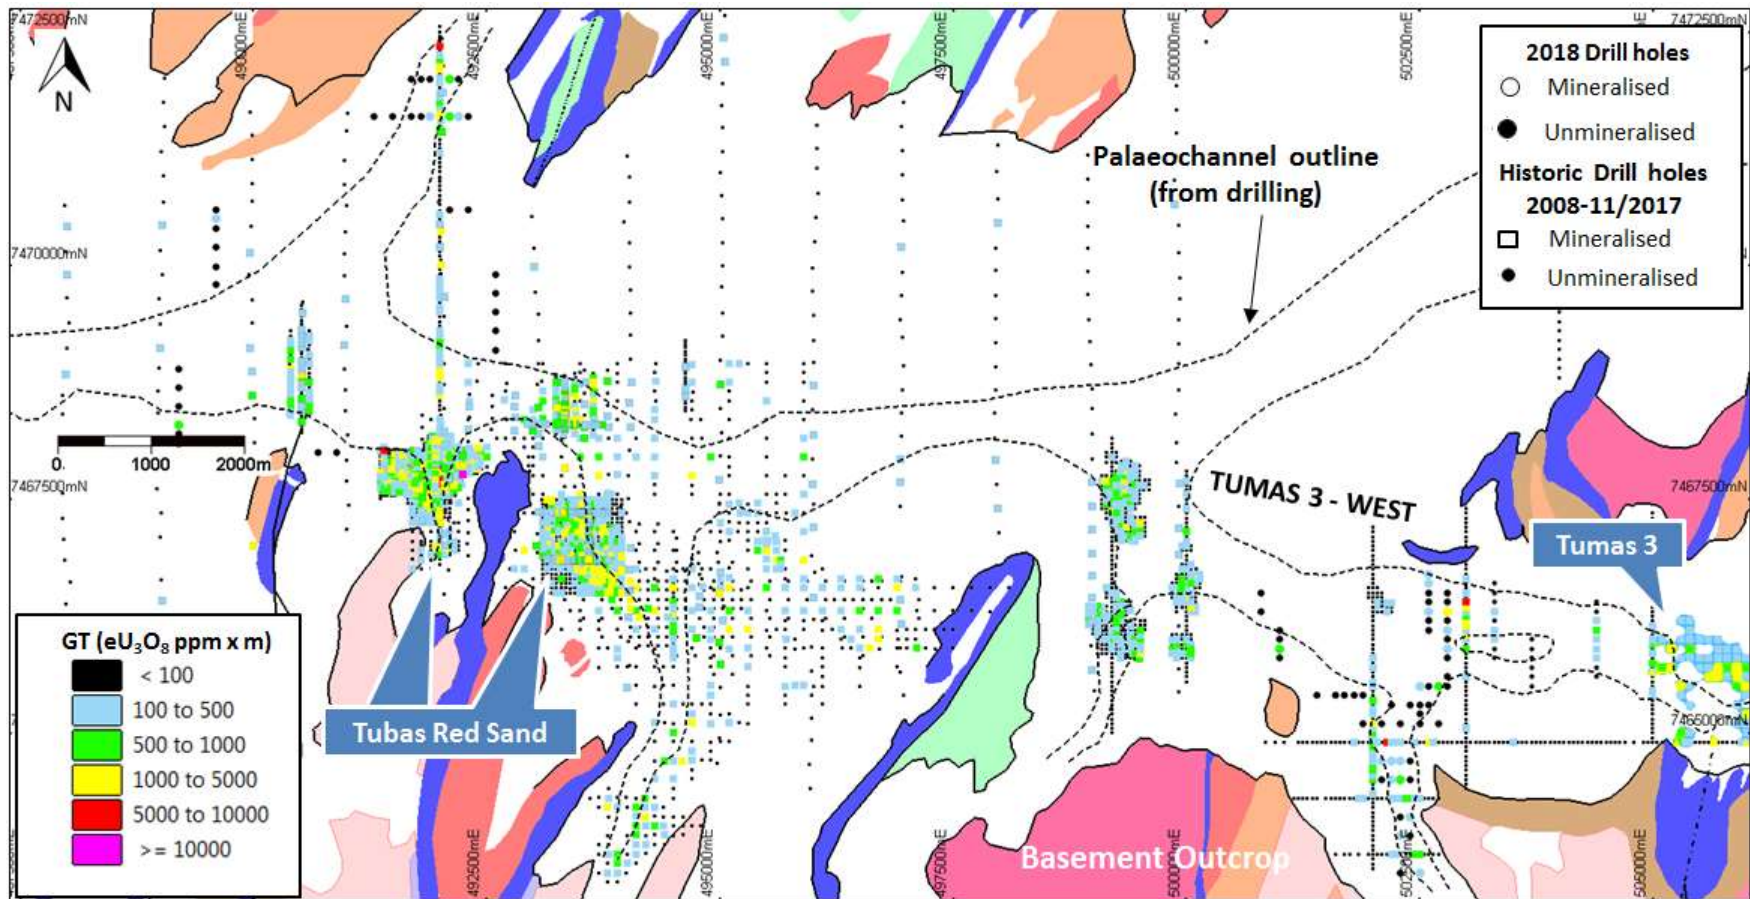 7472500mN
490000mE
492500mE
495000mE
497500mE
500000mE
502500mE
mE
7472500mN
N
2018 Drill holes
Mineralised
Unmineralised
Historic Drill holes
2008-11/2017
Mineralised
Unmineralised
Palaeochannel outline
(from drilling)
7470000mN
0
1000
2000m
7467500mN
7467500mN
TUMAS 3 - WEST
Tumas 3
GT (eU₃O₈ ppm x m)
< 100
100 to 500
500 to 1000
1000 to 5000
5000 to 10000
>= 10000
Tubas Red Sand
7465000mN
Basement Outcrop
492500mE
495000mE
497500mE
500000mE
502500mE
505000mE